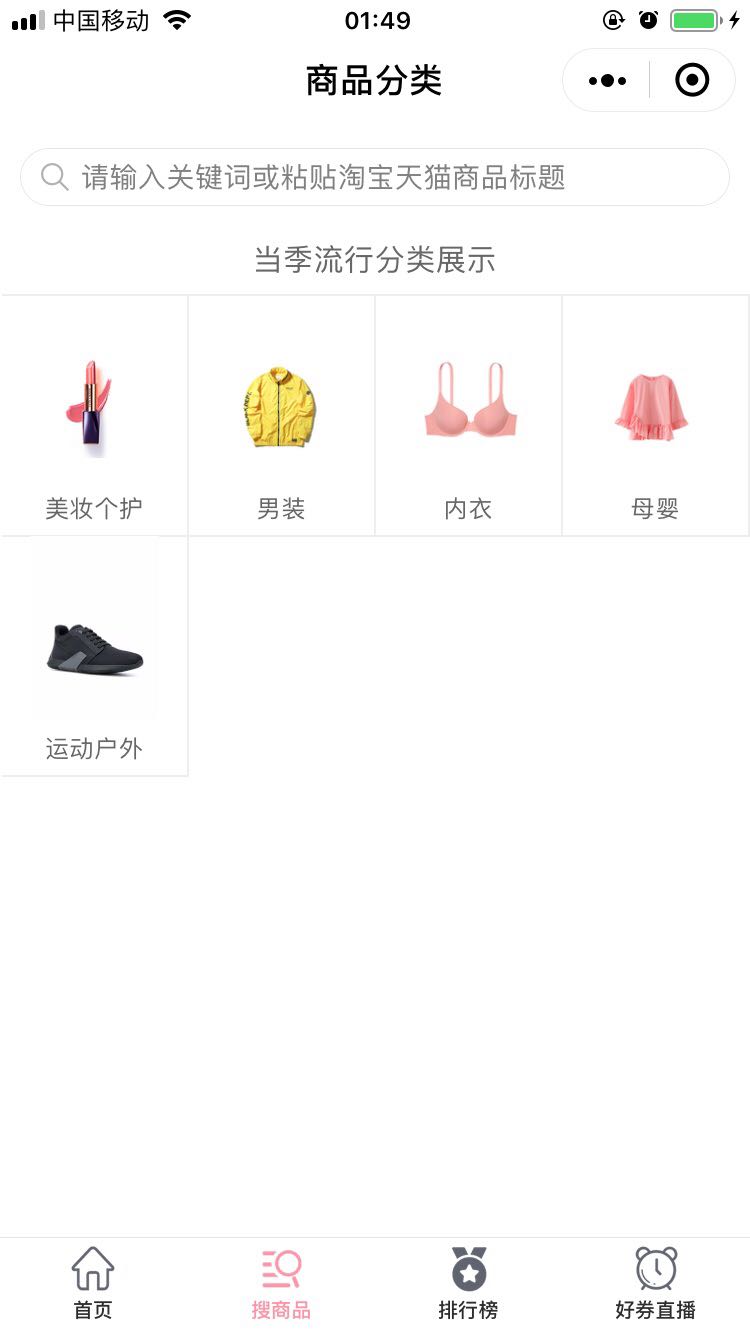 中国移动 01:49
商品分类
请输入关键词或粘贴淘宝天猫商品标题
当季流行分类展示
美妆个护 男装 内衣 母婴
运动户外
首页 搜商品 排行榜 好券直播